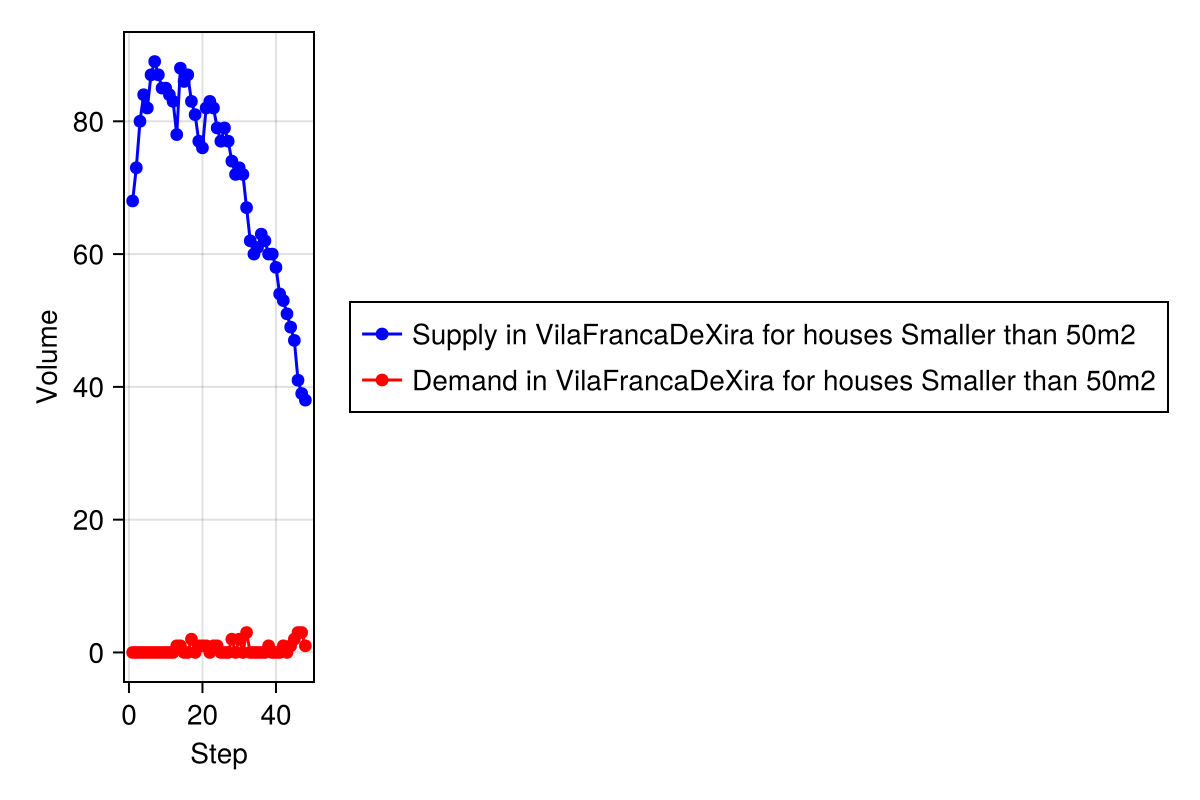 80
60
40
20
0
Volume
0 20 40
Step
Supply in VilaFrancaDeXira for houses Smaller than 50m2
Demand in VilaFrancaDeXira for houses Smaller than 50m2